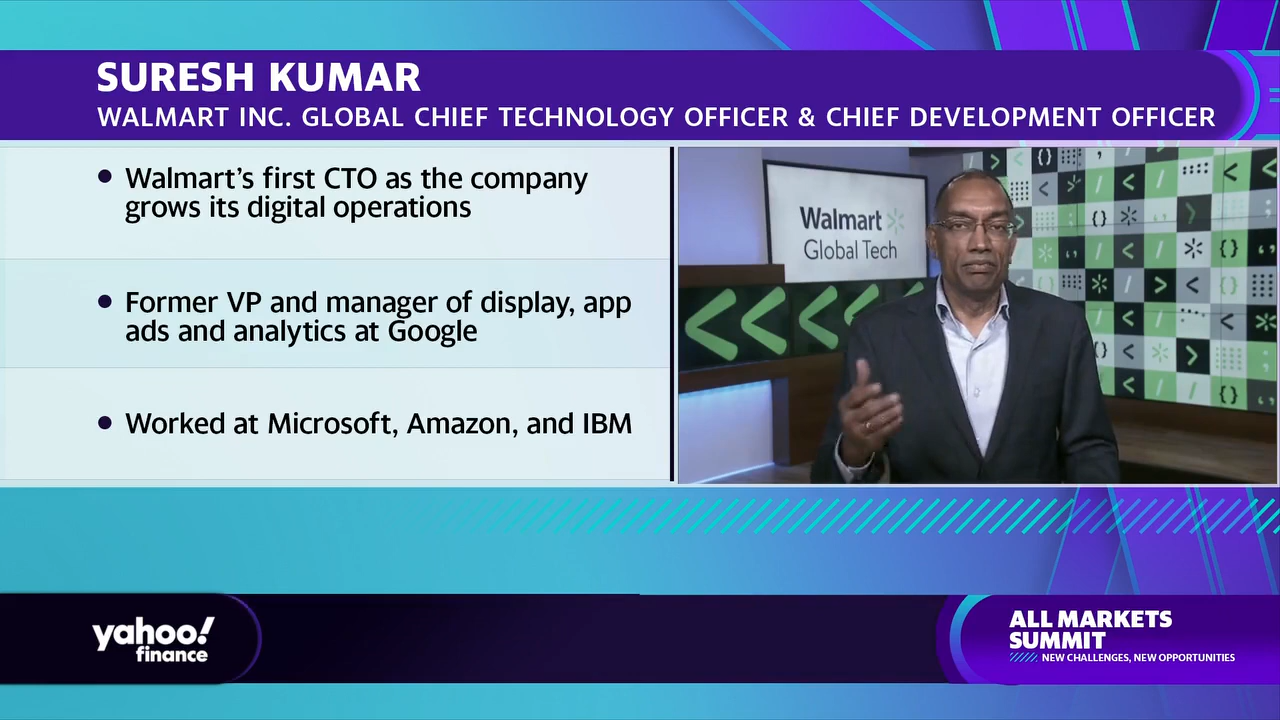 SURESH KUMAR
WALMART INC. GLOBAL CHIEF TECHNOLOGY OFFICER & CHIEF DEVELOPMENT OFFICER
• Walmart's first CTO as the company
grows its digital operations
• Former VP and manager of display, app
ads and analytics at Google
• Worked at Microsoft, Amazon, and IBM
Walmart
Global Tech
yahoo!
finance
ALL MARKETS
SUMMIT
NEW CHALLENGES, NEW OPPORTUNITIES